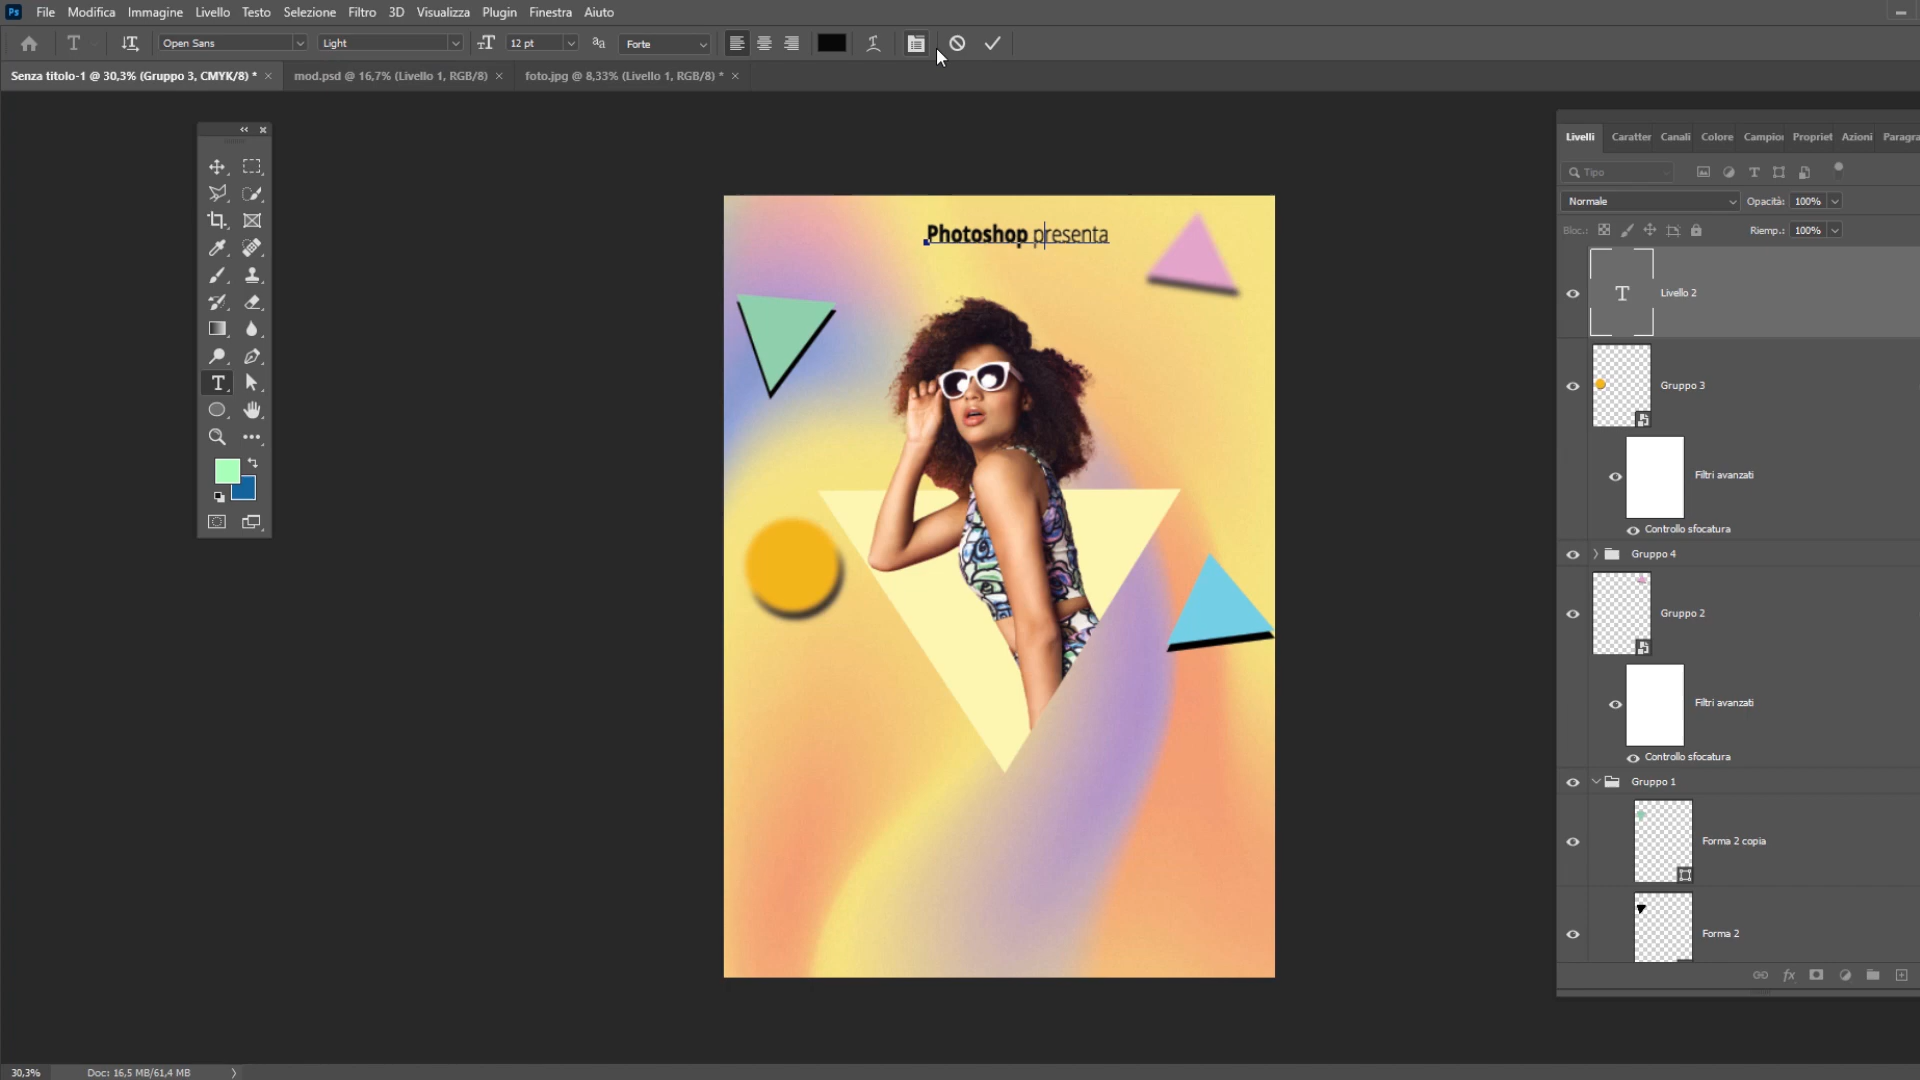 Ps File Modifica Immagine Livello Testo Selezione Filtro 3D Visualizza Plugin Finestra Aiuto
T Open Sans Light 12 pt aa Forte
Senza titolo-1 @ 30,3% (Gruppo 3, CMYK/8) * × mod.psd @ 16,7% (Livello 1, RGB/8) × foto.jpg @ 8,33% (Livello 1, RGB/8) * ×
Livelli Caratter Canali Colore Campior Propriet Azioni Paragra
Tipo
Normale Opacità: 100%
Bloc.: Riemp.: 100%
Photoshop presenta
T Livello 2
Gruppo 3
Filtri avanzati
Controllo sfocatura
Gruppo 4
Gruppo 2
Filtri avanzati
Controllo sfocatura
Gruppo 1
Forma 2 copia
Forma 2
fx
30,3% Doc: 16,5 MB/61,4 MB